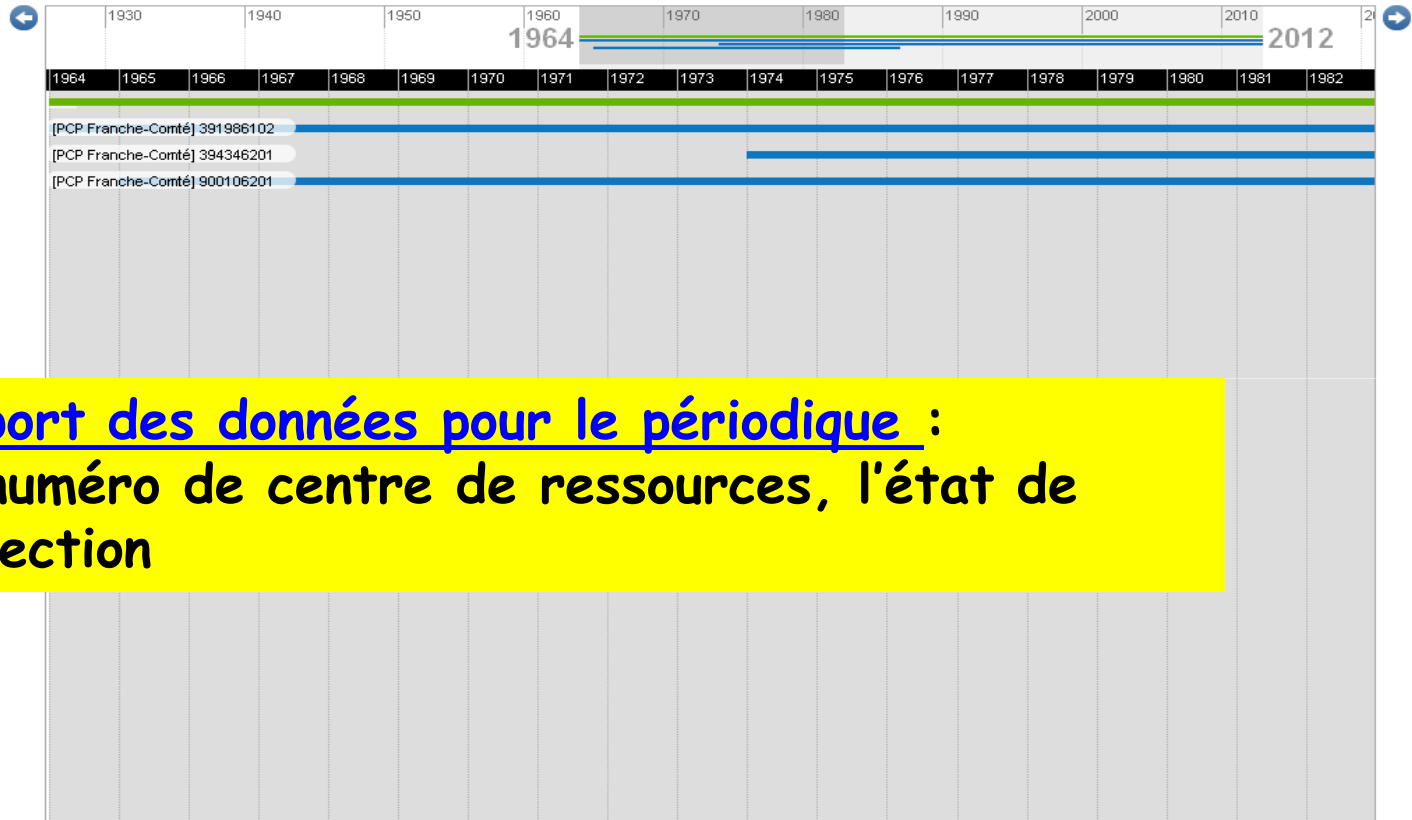 1930 1940 1950 1960 1970 1980 1990 2000 2010
1964 2012
1964 1965 1966 1967 1968 1969 1970 1971 1972 1973 1974 1975 1976 1977 1978 1979 1980 1981 1982
[PCP Franche-Comté] 391986102
[PCP Franche-Comté] 394346201
[PCP Franche-Comté] 900106201
port des données pour le périodique :
numéro de centre de ressources, l'état de
ection